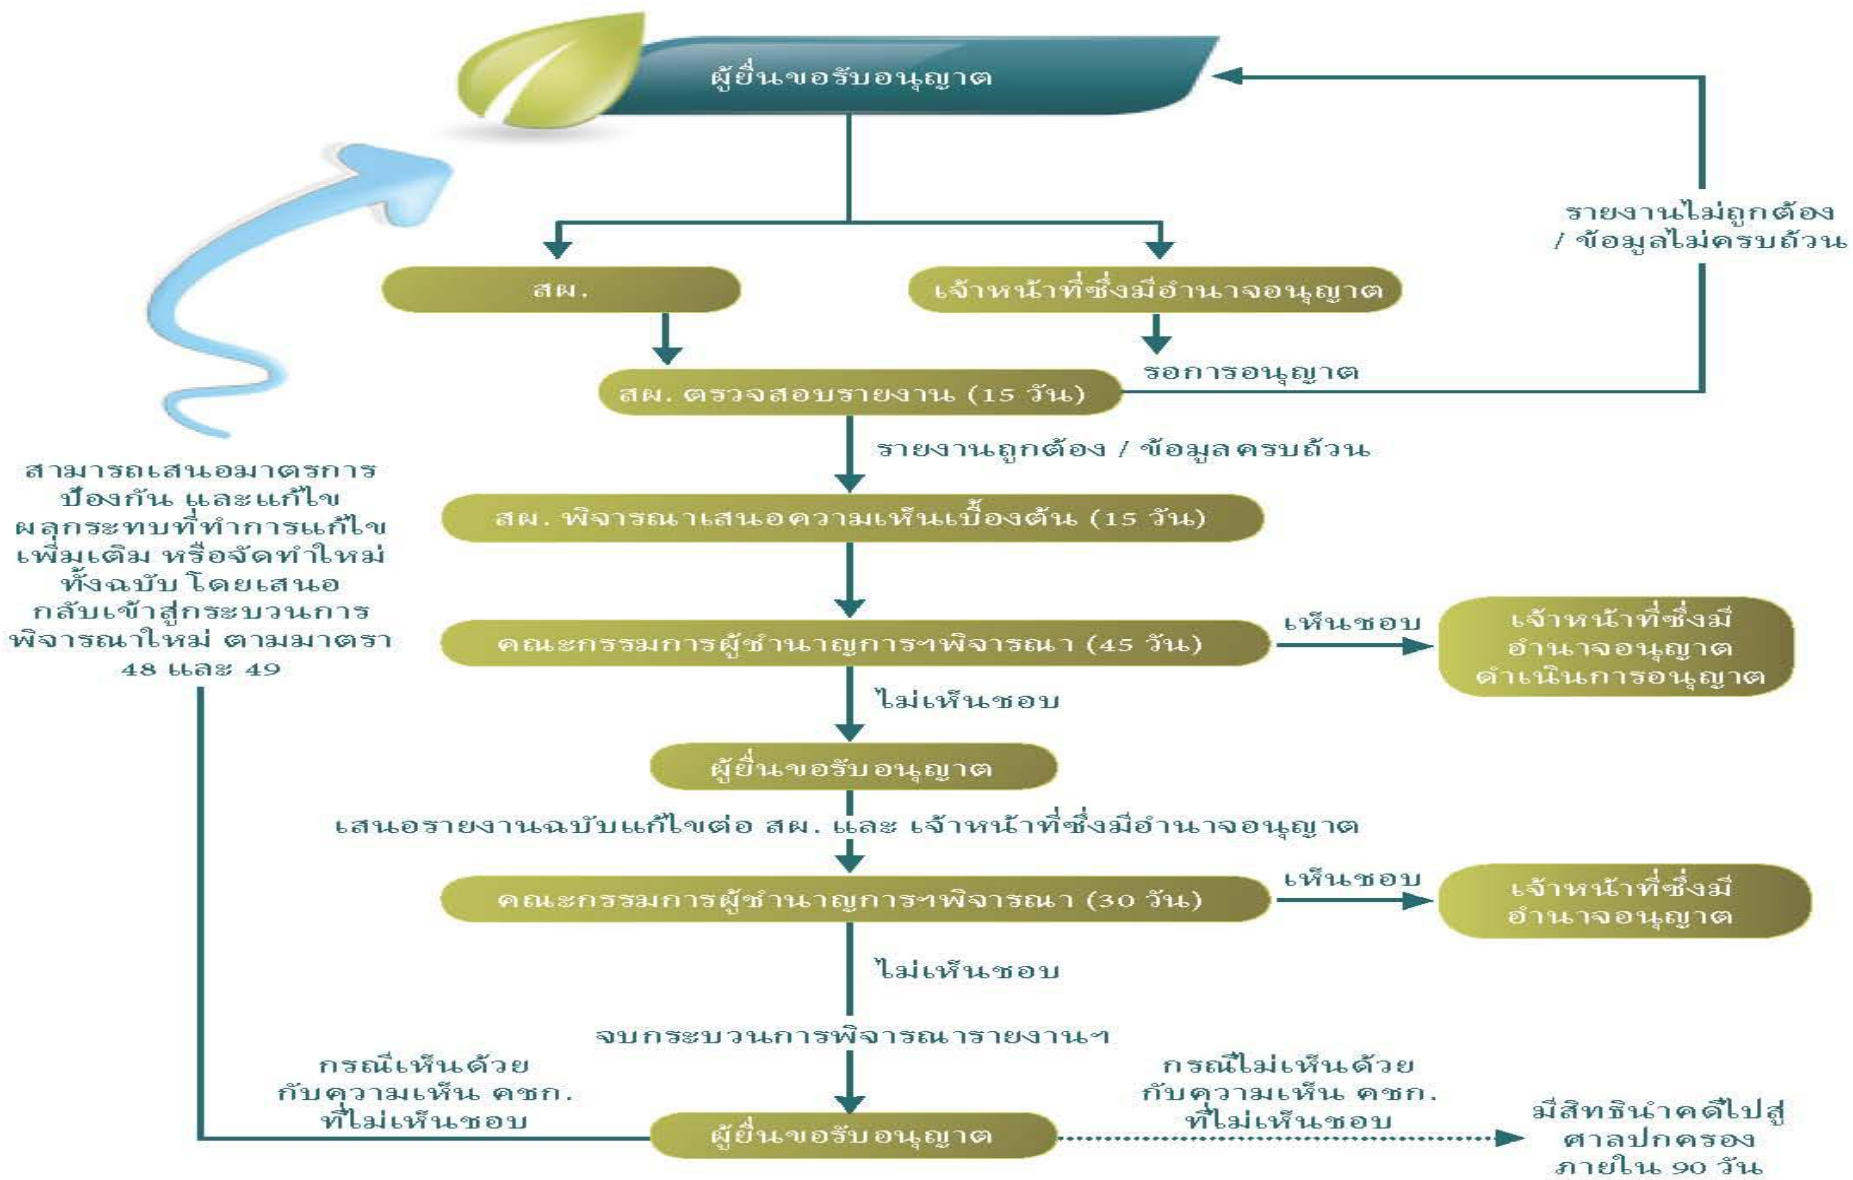 ผู้ยื่นขอรับอนุญาต
รายงานไม่ถูกต้อง
/ ข้อมูลไม่ครบถ้วน
สผ.
เจ้าหน้าที่ซึ่งมีอำนาจอนุญาต
รอการอนุญาต
สผ. ตรวจสอบรายงาน (15 วัน)
รายงานถูกต้อง / ข้อมูลครบถ้วน
สามารถเสนอมาตรการ
ป้องกัน และแก้ไข
ผลกระทบที่ทำการแก้ไข
เพิ่มเติม หรือจัดทำใหม่
ทั้งฉบับ โดยเสนอ
กลับเข้าสู่กระบวนการ
พิจารณาใหม่ ตามมาตรา
48 และ 49
สผ. พิจารณาเสนอความเห็นเบื้องต้น (15 วัน)
คณะกรรมการผู้ชำนาญการฯพิจารณา (45 วัน)
เห็นชอบ
เจ้าหน้าที่ซึ่งมี
อำนาจอนุญาต
ดำเนินการอนุญาต
ไม่เห็นชอบ
ผู้ยื่นขอรับอนุญาต
เสนอรายงานฉบับแก้ไขต่อ สผ. และ เจ้าหน้าที่ซึ่งมีอำนาจอนุญาต
คณะกรรมการผู้ชำนาญการฯพิจารณา (30 วัน)
เห็นชอบ
เจ้าหน้าที่ซึ่งมี
อำนาจอนุญาต
ไม่เห็นชอบ
จบกระบวนการพิจารณารายงานฯ
กรณีเห็นด้วย
กับความเห็น คชก.
ที่ไม่เห็นชอบ
ผู้ยื่นขอรับอนุญาต
กรณีไม่เห็นด้วย
กับความเห็น คชก.
ที่ไม่เห็นชอบ
มีสิทธินำคดีไปสู่
ศาลปกครอง
ภายใน 90 วัน